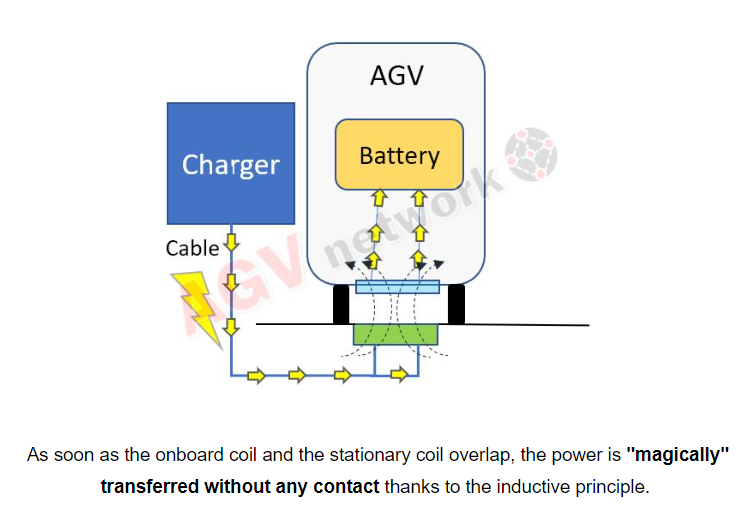 AGV
Battery
Charger
Cable
AGV network
As soon as the onboard coil and the stationary coil overlap, the power is "magically"
transferred without any contact thanks to the inductive principle.